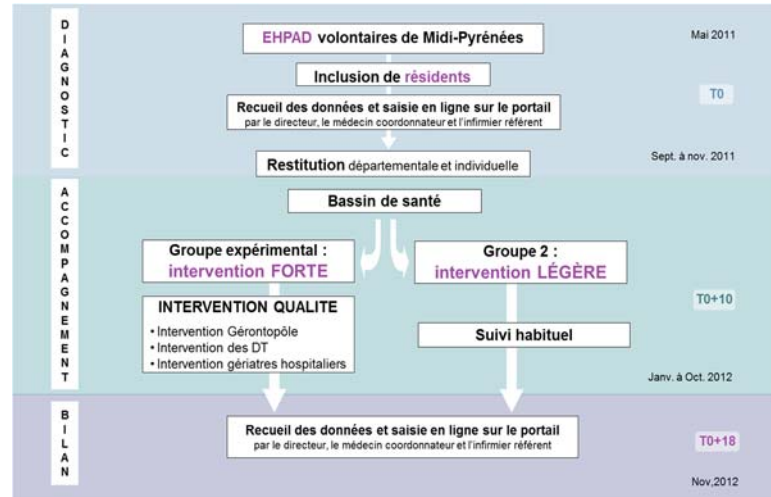 DIAGNOSTIC
EHPAD volontaires de Midi-Pyrénées
Mai 2011
Inclusion de résidents
T0
Recueil des données et saisie en ligne sur le portail
par le directeur, le médecin coordonnateur et l'infirmier référent
Sept. à nov. 2011
Restitution départementale et individuelle
ACCOMPAGNEMENT
Bassin de santé
Groupe expérimental :
intervention FORTE
Groupe 2 :
intervention LÉGÈRE
INTERVENTION QUALITE
• Intervention Gérontopôle
• Intervention des DT
• Intervention gériatres hospitaliers
Suivi habituel
T0+10
Janv. à Oct. 2012
BILAN
Recueil des données et saisie en ligne sur le portail
par le directeur, le médecin coordonnateur et l'infirmier référent
T0+18
Nov,2012